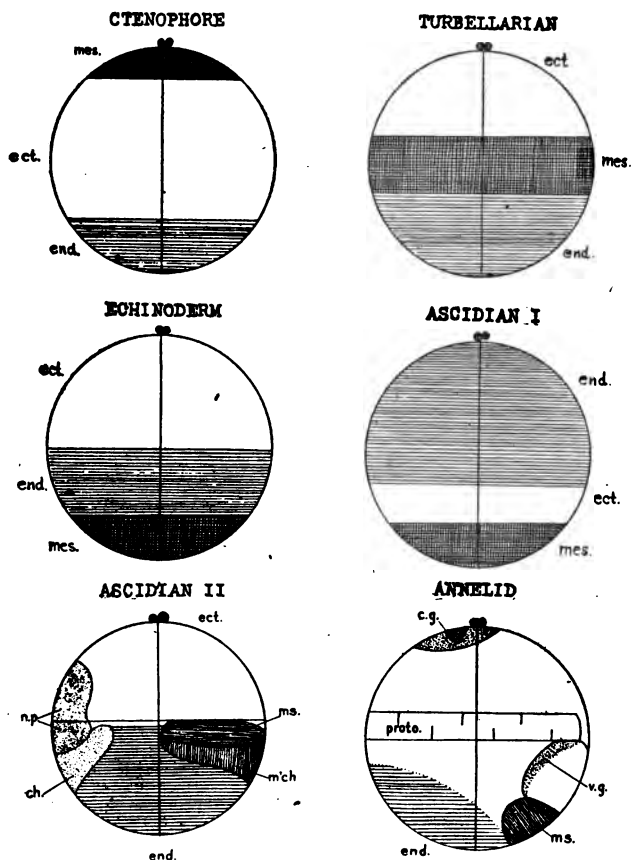 CTENOPHORE
mes.
ect.
end.
TURBELLARIAN
ect
mes.
end.
ECHINODERM
ect.
end.
mes.
ASCIDIAN I
end.
ect.
mes.
ASCIDIAN II
ect.
n.p
ms.
m'ch
ch.
end.
ANNELID
c.g.
proto.
v.g.
ms.
end.